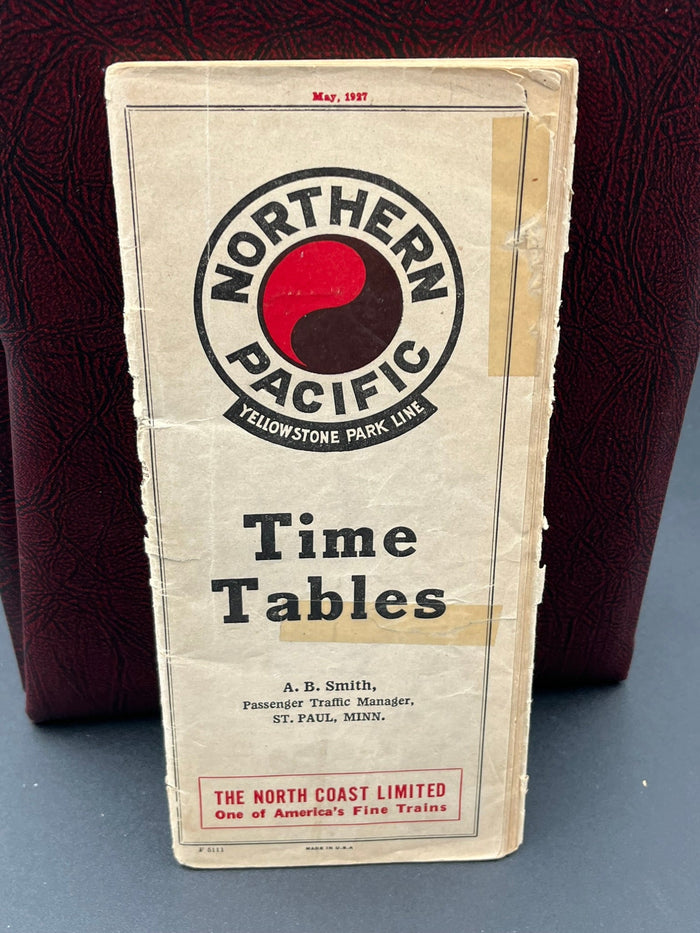 May, 1927
NORTHERN
PACIFIC
YELLOWSTONE PARK LINE
Time
Tables
A. B. Smith,
Passenger Traffic Manager,
ST. PAUL, MINN.
THE NORTH COAST LIMITED
One of America's Fine Trains
F 5111
MADE IN U.S.A